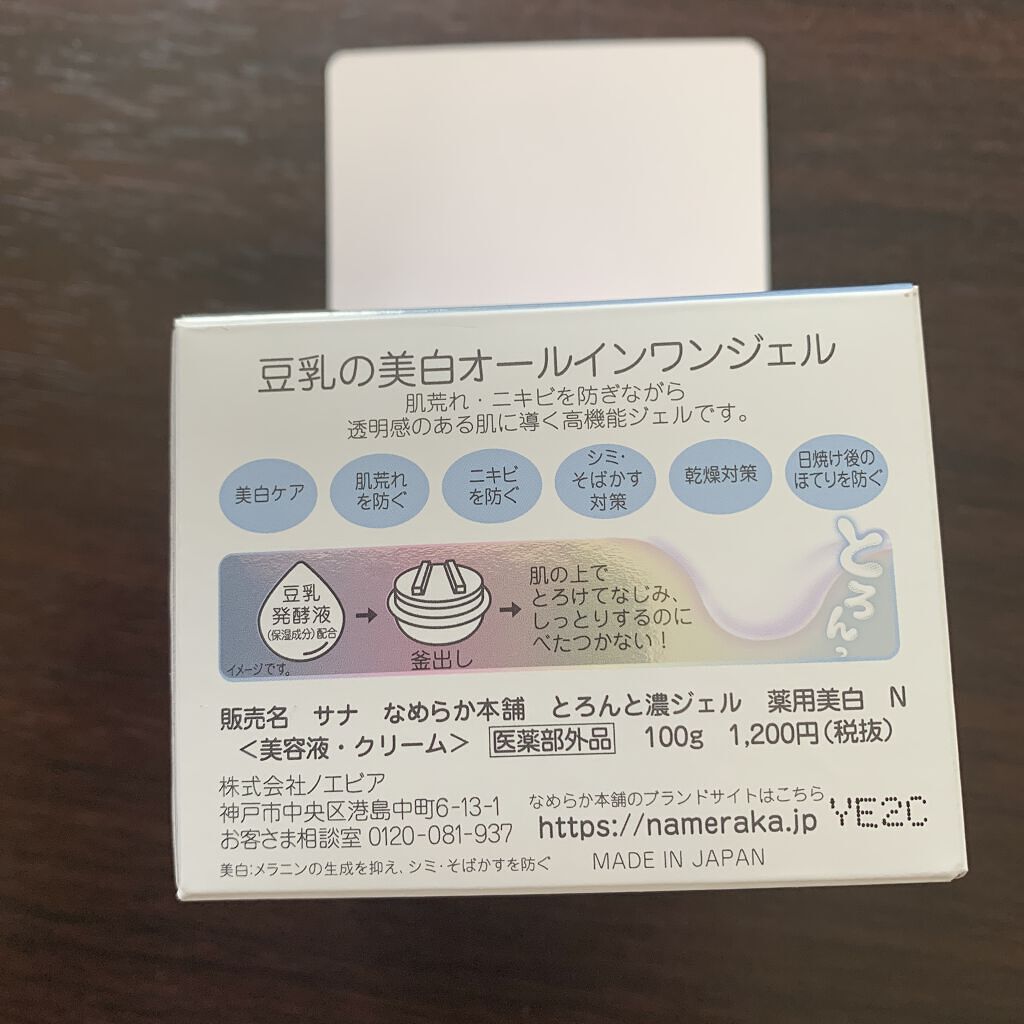 豆乳の美白オールインワンジェル
肌荒れ・ニキビを防ぎながら
透明感のある肌に導く高機能ジェルです。
美白ケア
肌荒れ
を防ぐ
ニキビ
を防ぐ
シミ・
そばかす
対策
乾燥対策
日焼け後の
ほてりを防ぐ
豆乳
発酵液
(保湿成分)配合
イメージです。
釜出し
肌の上で
とろけてなじみ、
しっとりするのに
べたつかない！
とろんっ
販売名 サナ なめらか本舗 とろんと濃ジェル 薬用美白 N
＜美容液・クリーム＞ 医薬部外品 100g 1,200円(税抜)
株式会社ノエビア
神戸市中央区港島中町6-13-1
お客さま相談室 0120-081-937
美白:メラニンの生成を抑え、シミ・そばかすを防ぐ
なめらか本舗のブランドサイトはこちら
https://nameraka.jp
YE2C
MADE IN JAPAN